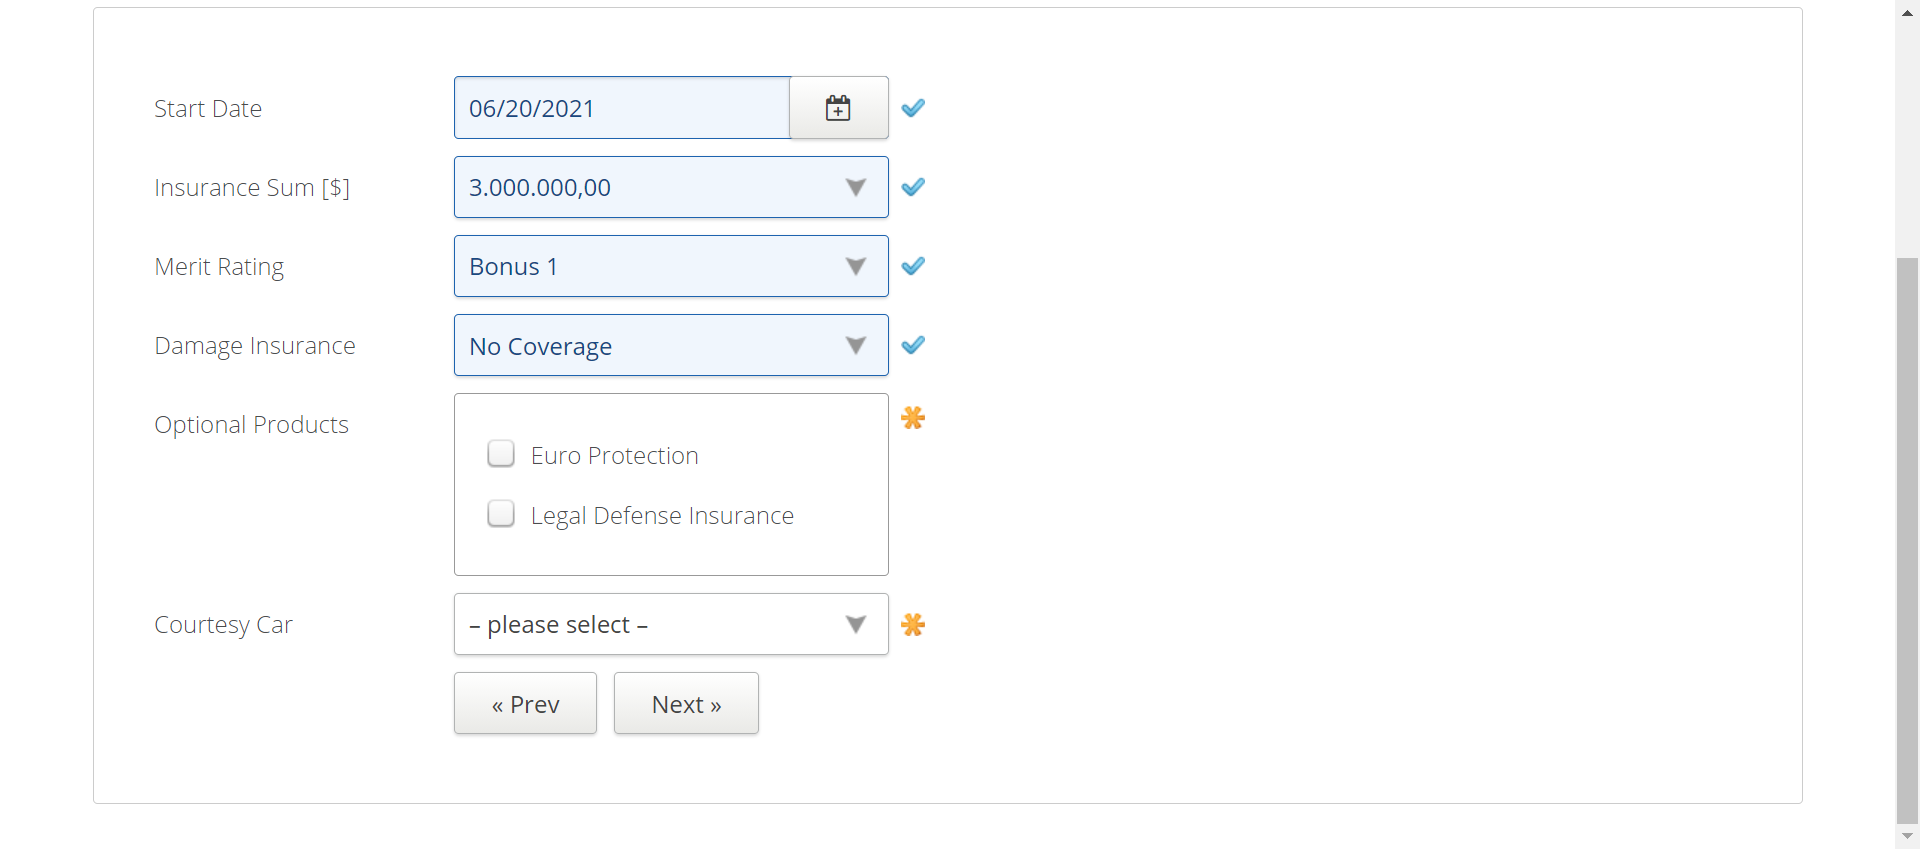 Start Date 06/20/2021
Insurance Sum [$] 3.000.000,00
Merit Rating Bonus 1
Damage Insurance No Coverage
Optional Products
Euro Protection
Legal Defense Insurance
Courtesy Car – please select –
« Prev Next »